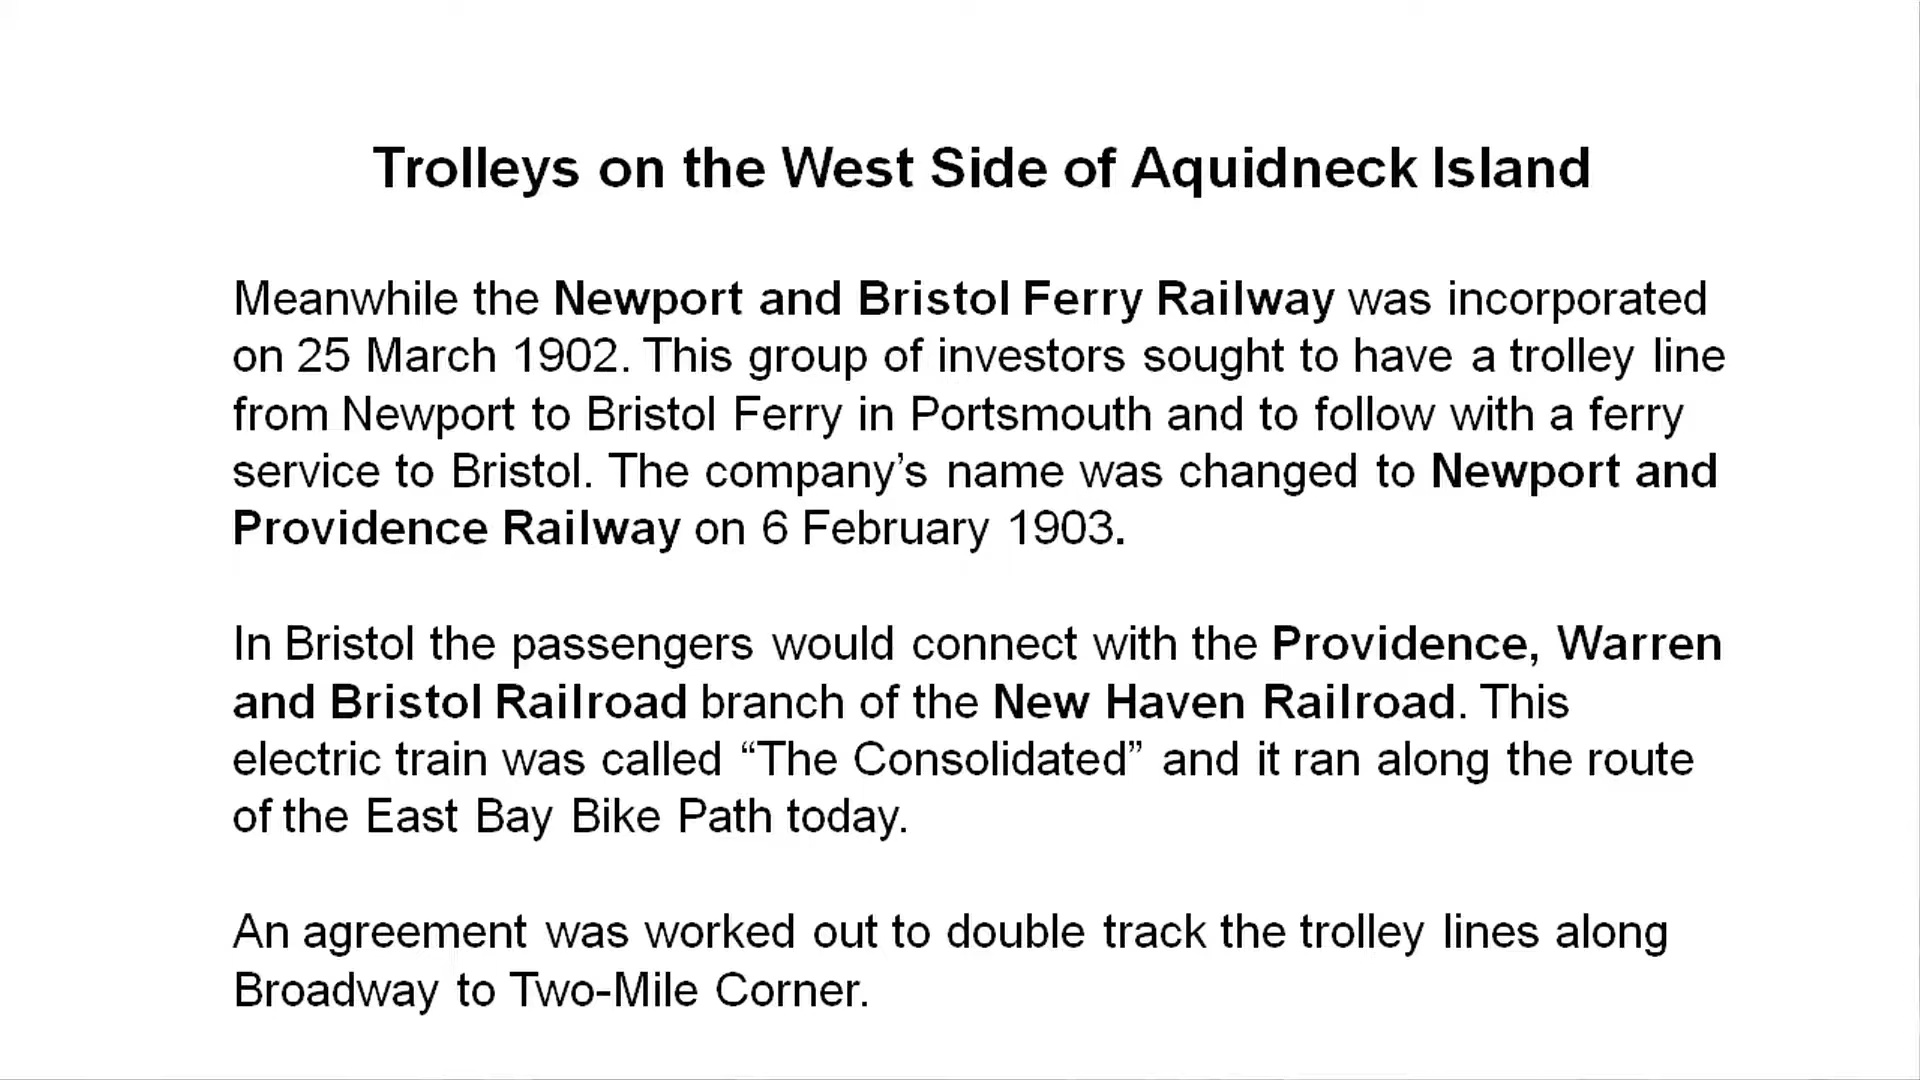 Trolleys on the West Side of Aquidneck Island
Meanwhile the Newport and Bristol Ferry Railway was incorporated
on 25 March 1902. This group of investors sought to have a trolley line
from Newport to Bristol Ferry in Portsmouth and to follow with a ferry
service to Bristol. The company’s name was changed to Newport and
Providence Railway on 6 February 1903.
In Bristol the passengers would connect with the Providence, Warren
and Bristol Railroad branch of the New Haven Railroad. This
electric train was called “The Consolidated” and it ran along the route
of the East Bay Bike Path today.
An agreement was worked out to double track the trolley lines along
Broadway to Two-Mile Corner.